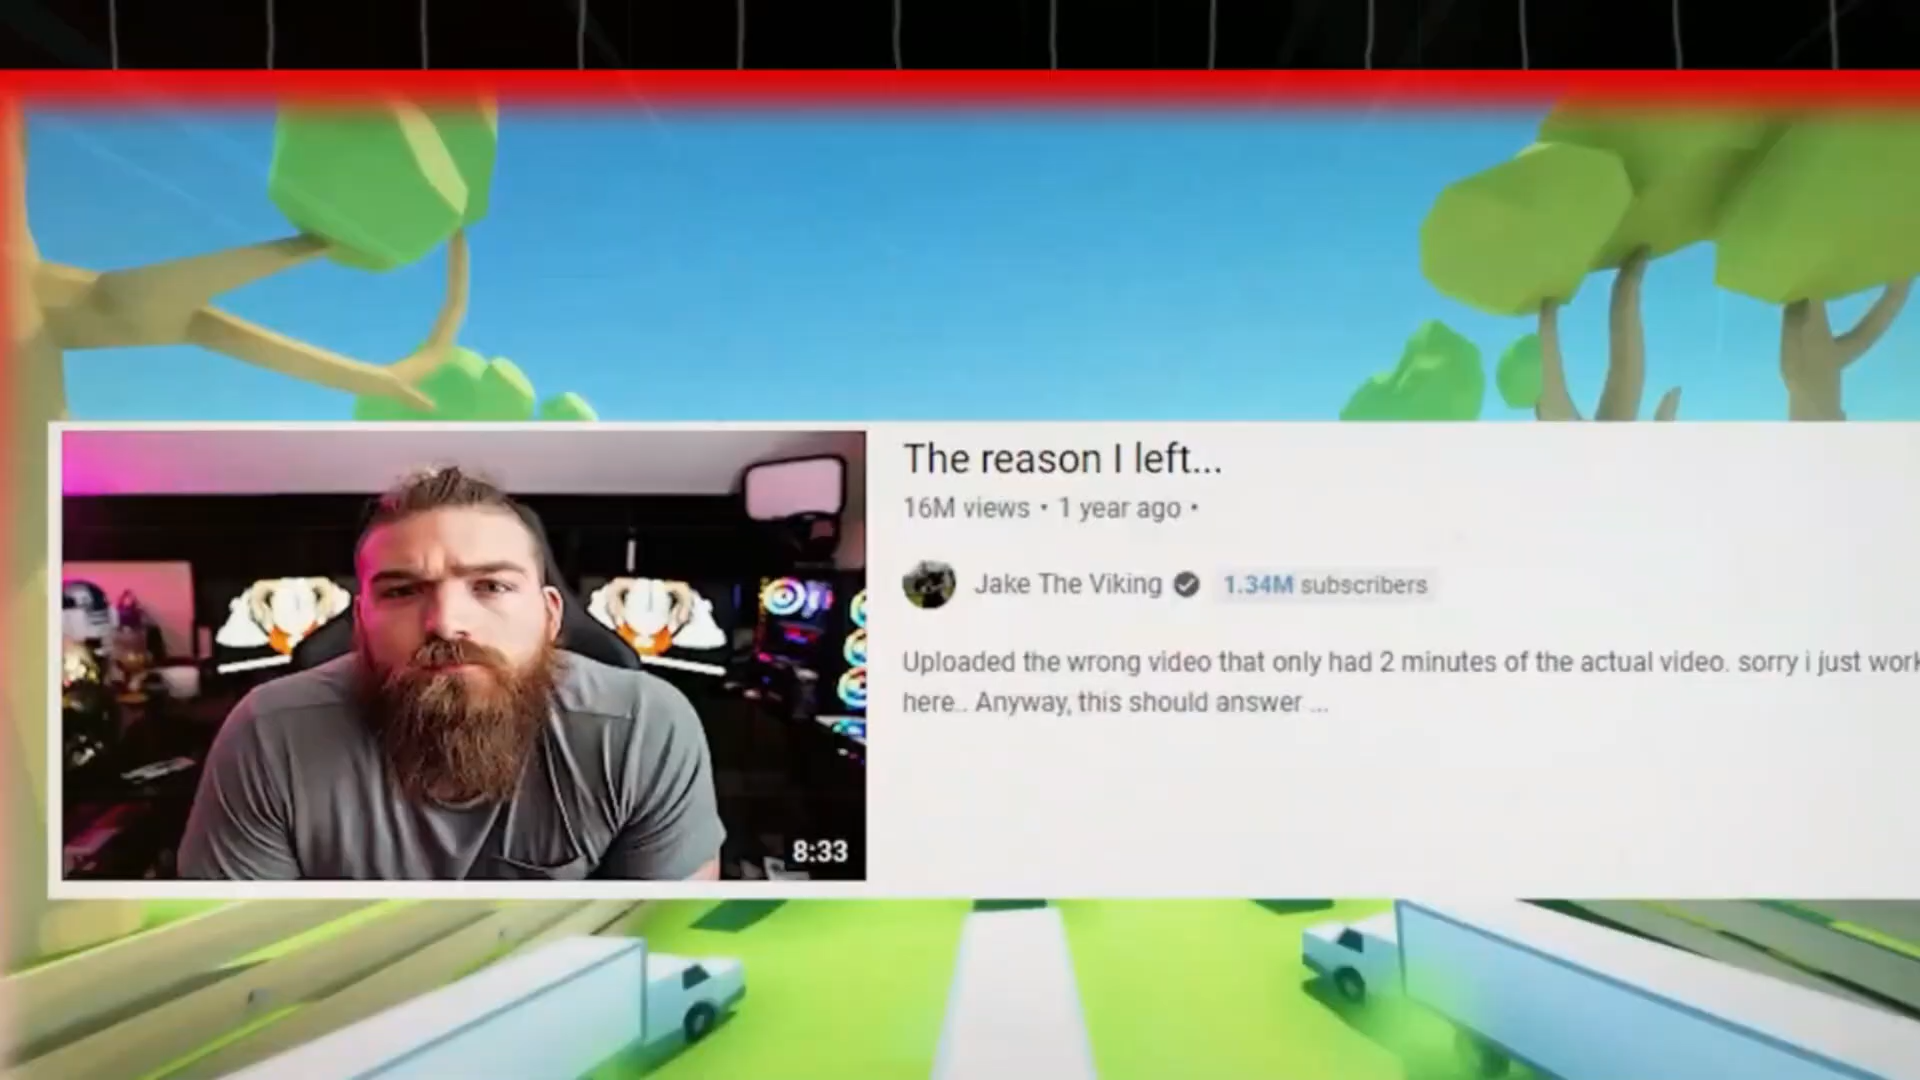 The reason I left...
16M views • 1 year ago •
Jake The Viking 1.34M subscribers
Uploaded the wrong video that only had 2 minutes of the actual video. sorry i just work
here.. Anyway, this should answer ...
8:33